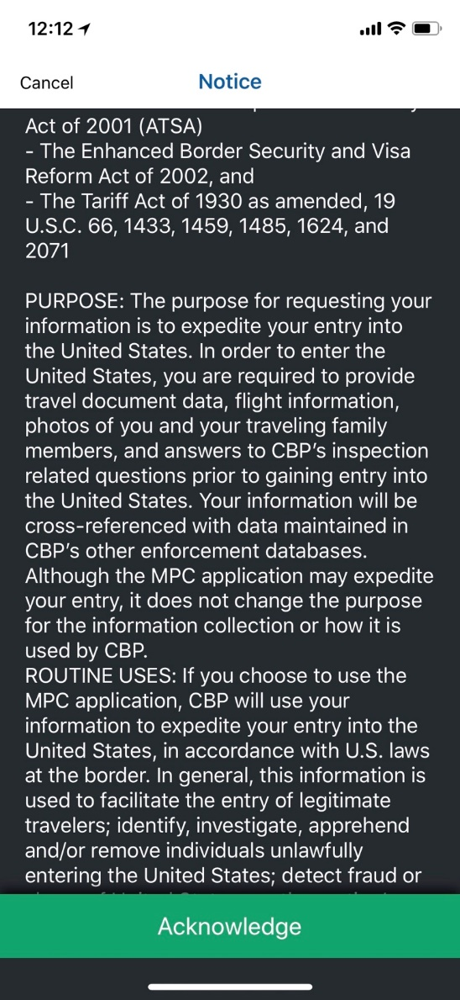 12:12
Cancel
Notice
Act of 2001 (ATSA)
- The Enhanced Border Security and Visa
Reform Act of 2002, and
- The Tariff Act of 1930 as amended, 19
U.S.C. 66, 1433, 1459, 1485, 1624, and
2071
PURPOSE: The purpose for requesting your
information is to expedite your entry into
the United States. In order to enter the
United States, you are required to provide
travel document data, flight information,
photos of you and your traveling family
members, and answers to CBP’s inspection
related questions prior to gaining entry into
the United States. Your information will be
cross-referenced with data maintained in
CBP’s other enforcement databases.
Although the MPC application may expedite
your entry, it does not change the purpose
for the information collection or how it is
used by CBP.
ROUTINE USES: If you choose to use the
MPC application, CBP will use your
information to expedite your entry into the
United States, in accordance with U.S. laws
at the border. In general, this information is
used to facilitate the entry of legitimate
travelers; identify, investigate, apprehend
and/or remove individuals unlawfully
entering the United States; detect fraud or
Acknowledge